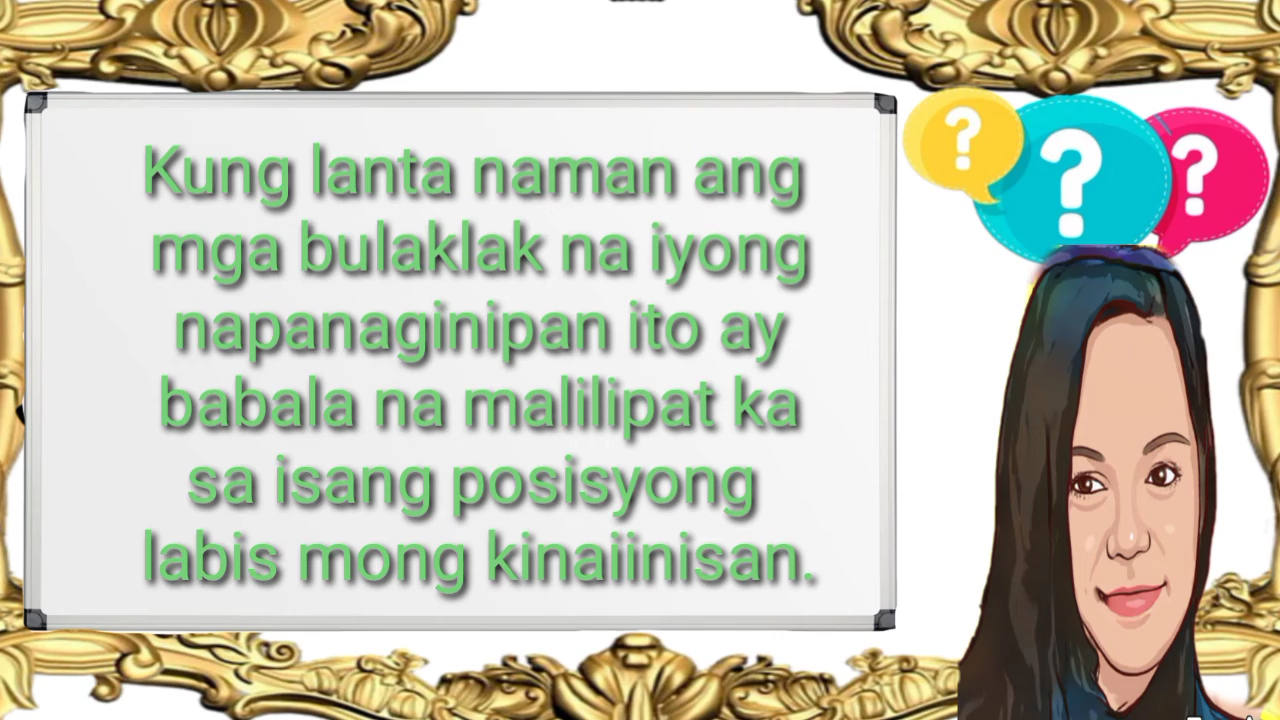 Kung lanta naman ang
mga bulaklak na iyong
napanaginipan ito ay
babala na malilipat ka
sa isang posisyong
labis mong kinaiinisan.
? ? ?